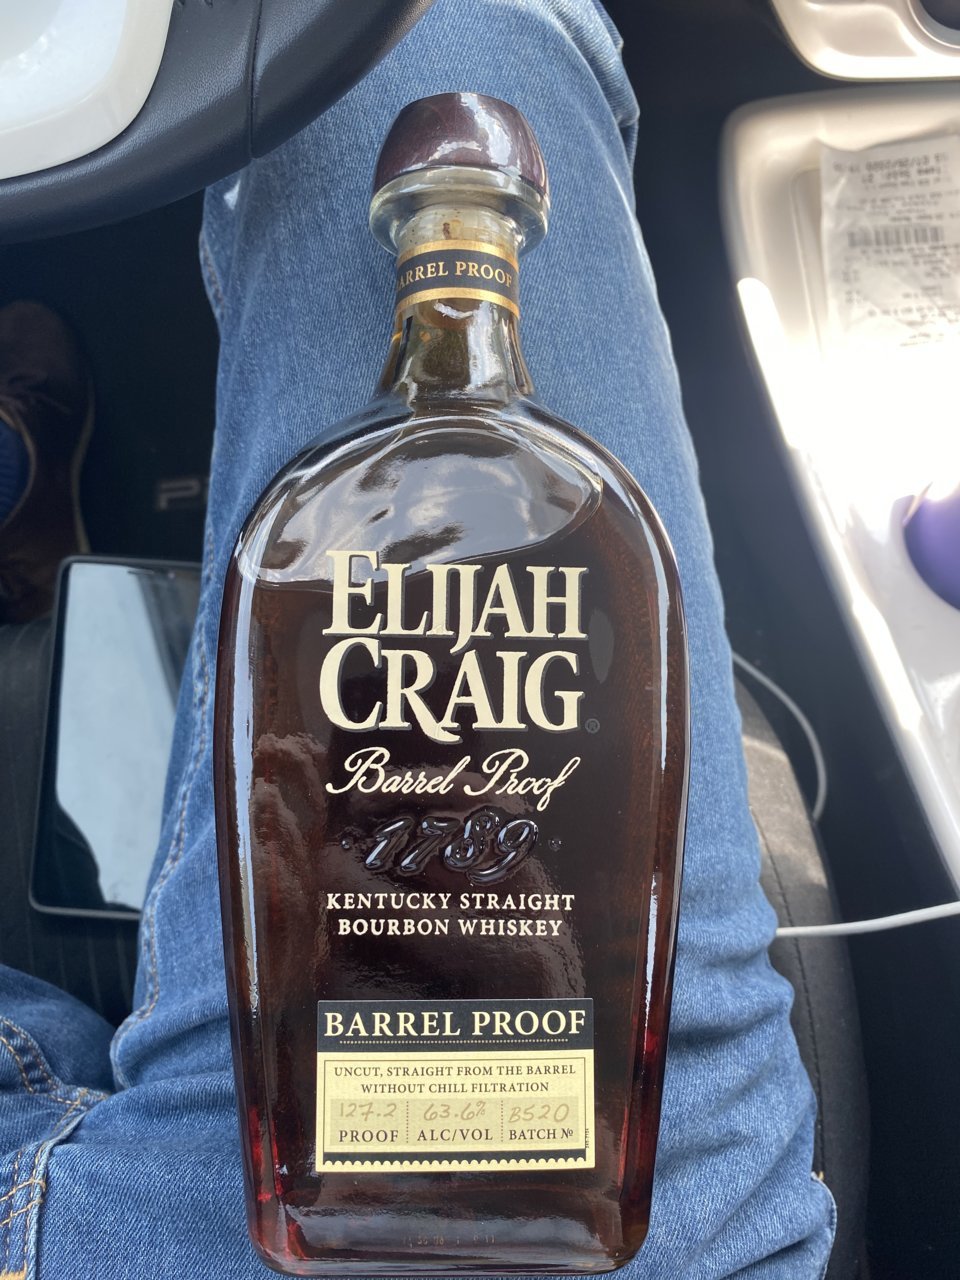 BARREL PROOF
ELIJAH
CRAIG
®
Barrel Proof
1789
KENTUCKY STRAIGHT
BOURBON WHISKEY
BARREL PROOF
UNCUT, STRAIGHT FROM THE BARREL
WITHOUT CHILL FILTRATION
127.2 63.6% B520
PROOF ALC/VOL BATCH №